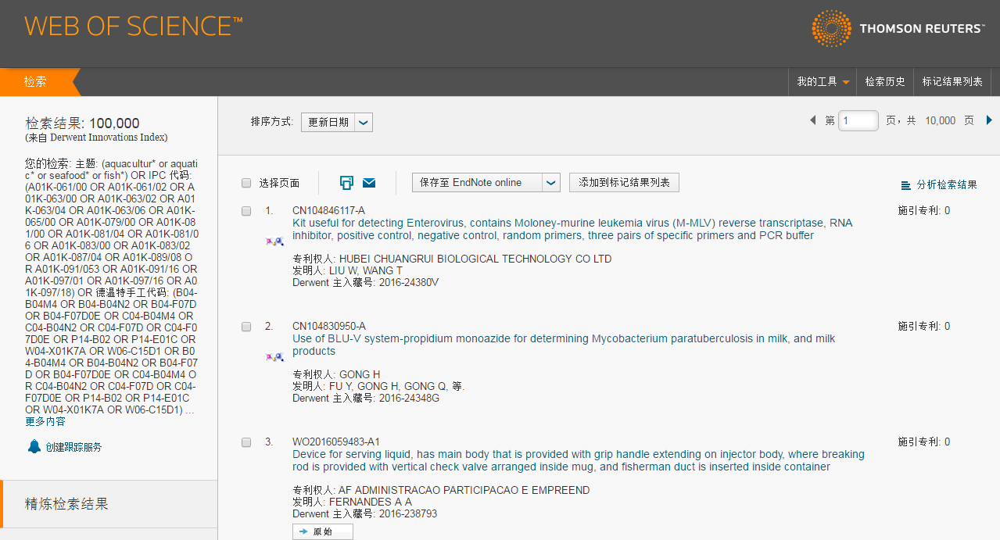 WEB OF SCIENCE™
THOMSON REUTERS™
检索
我的工具
检索历史
标记结果列表
检索结果: 100,000
(来自 Derwent Innovations Index)
您的检索: 主题: (aquacultur* or aquati
c* or seafood* or fish*) OR IPC 代码:
(A01K-061/00 OR A01K-061/02 OR A
01K-063/00 OR A01K-063/02 OR A01
K-063/04 OR A01K-063/06 OR A01K-
065/00 OR A01K-079/00 OR A01K-08
1/00 OR A01K-081/04 OR A01K-081/0
6 OR A01K-083/00 OR A01K-083/02
OR A01K-087/04 OR A01K-089/08 O
R A01K-091/053 OR A01K-091/16 OR
A01K-097/01 OR A01K-097/16 OR A0
1K-097/18) OR 德温特手工代码: (B04-
B04M4 OR B04-B04N2 OR B04-F07D
OR B04-F07D0E OR C04-B04M4 OR
C04-B04N2 OR C04-F07D OR C04-F0
7D0E OR P14-B02 OR P14-E01C OR
W04-X01K7A OR W06-C15D1 OR B0
4-B04M4 OR B04-B04N2 OR B04-F07
D OR B04-F07D0E OR C04-B04M4 O
R C04-B04N2 OR C04-F07D OR C04-
F07D0E OR P14-B02 OR P14-E01C
OR W04-X01K7A OR W06-C15D1) ...
更多内容
创建跟踪服务
精炼检索结果
排序方式: 更新日期
第 1 页，共 10,000 页
选择页面
保存至 EndNote online
添加到标记结果列表
分析检索结果
1. CN104846117-A
施引专利: 0
Kit useful for detecting Enterovirus, contains Moloney-murine leukemia virus (M-MLV) reverse transcriptase, RNA
inhibitor, positive control, negative control, random primers, three pairs of specific primers and PCR buffer
专利权人: HUBEI CHUANGRUI BIOLOGICAL TECHNOLOGY CO LTD
发明人: LIU W, WANG T
Derwent 主入藏号: 2016-24380V
2. CN104830950-A
施引专利: 0
Use of BLU-V system-propidium monoazide for determining Mycobacterium paratuberculosis in milk, and milk
products
专利权人: GONG H
发明人: FU Y, GONG H, GONG Q, 等.
Derwent 主入藏号: 2016-24348G
3. WO2016059483-A1
施引专利: 0
Device for serving liquid, has main body that is provided with grip handle extending on injector body, where breaking
rod is provided with vertical check valve arranged inside mug, and fisherman duct is inserted inside container
专利权人: AF ADMINISTRACAO PARTICIPACAO E EMPREEND
发明人: FERNANDES A A
Derwent 主入藏号: 2016-238793
原始